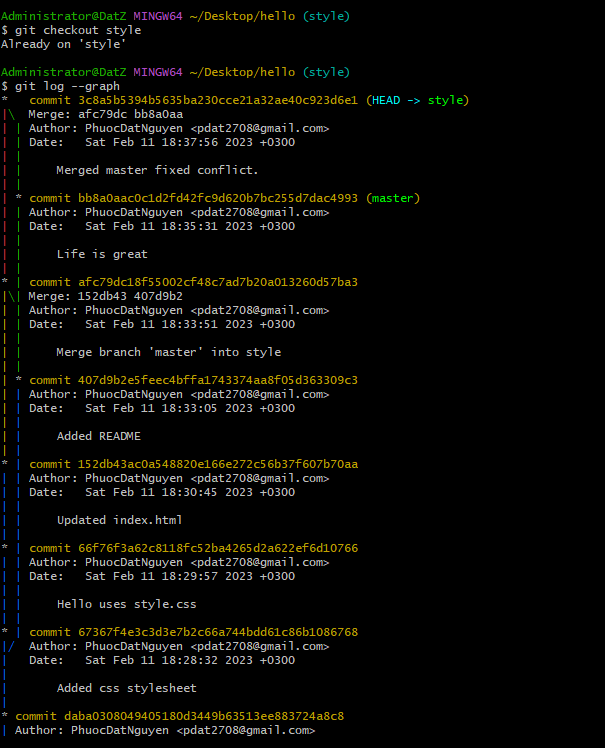 Administrator@DatZ MINGW64 ~/Desktop/hello (style)
$ git checkout style
Already on 'style'

Administrator@DatZ MINGW64 ~/Desktop/hello (style)
$ git log --graph
*   commit 3c8a5b5394b5635ba230cce21a32ae40c923d6e1 (HEAD -> style)
|\  Merge: afc79dc bb8a0aa
| | Author: PhuocDatNguyen <pdat2708@gmail.com>
| | Date:   Sat Feb 11 18:37:56 2023 +0300
| |
| |     Merged master fixed conflict.
| |
| * commit bb8a0aac0c1d2fd42fc9d620b7bc255d7dac4993 (master)
| | Author: PhuocDatNguyen <pdat2708@gmail.com>
| | Date:   Sat Feb 11 18:35:31 2023 +0300
| |
| |     Life is great
| |
* | commit afc79dc18f55002cf48c7ad7b20a013260d57ba3
|\| Merge: 152db43 407d9b2
| | Author: PhuocDatNguyen <pdat2708@gmail.com>
| | Date:   Sat Feb 11 18:33:51 2023 +0300
| |
| |     Merge branch 'master' into style
| |
| * commit 407d9b2e5feec4bffa1743374aa8f05d363309c3
| | Author: PhuocDatNguyen <pdat2708@gmail.com>
| | Date:   Sat Feb 11 18:33:05 2023 +0300
| |
| |     Added README
| |
* | commit 152db43ac0a548820e166e272c56b37f607b70aa
| | Author: PhuocDatNguyen <pdat2708@gmail.com>
| | Date:   Sat Feb 11 18:30:45 2023 +0300
| |
| |     Updated index.html
| |
* | commit 66f76f3a62c8118fc52ba4265d2a622ef6d10766
| | Author: PhuocDatNguyen <pdat2708@gmail.com>
| | Date:   Sat Feb 11 18:29:57 2023 +0300
| |
| |     Hello uses style.css
| |
* | commit 67367f4e3c3d3e7b2c66a744bdd61c86b1086768
|/  Author: PhuocDatNguyen <pdat2708@gmail.com>
|   Date:   Sat Feb 11 18:28:32 2023 +0300
|
|       Added css stylesheet
|
* commit daba0308049405180d3449b63513ee883724a8c8
| Author: PhuocDatNguyen <pdat2708@gmail.com>